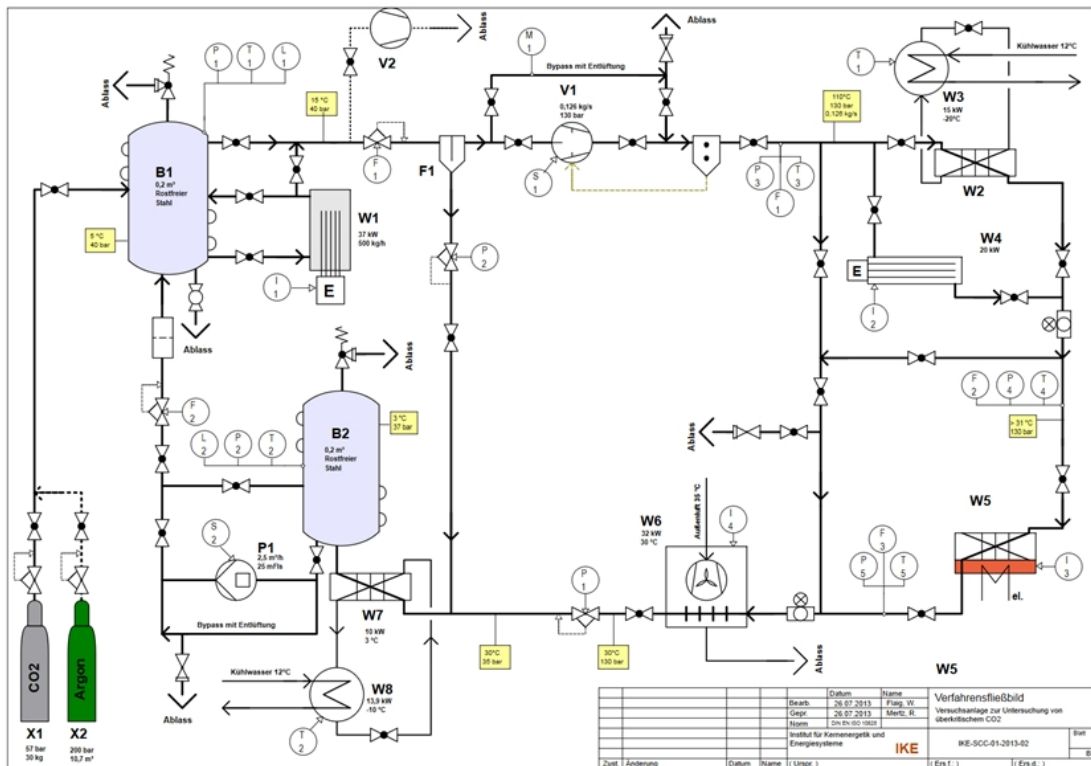 Ablass
P
1
T
1
L
1
V2
Ablass
M
1
Bypass mit Entlüftung
Ablass
T
1
Kühlwasser 12°C
W3
15 kW
-20°C
15 °C
40 bar
V1
0,126 kg/s
130 bar
110°C
130 bar
0,126 kg/s
B1
0,2 m³
Rostfreier
Stahl
F
1
F1
S
1
P
3
F
1
T
3
W2
5 °C
40 bar
W1
37 kW
500 kg/h
I
1
E
P
2
W4
20 kW
E
I
2
Ablass
Ablass
F
2
B2
0,2 m³
Rostfreier
Stahl
3 °C
37 bar
L
2
P
2
T
2
F
2
P
4
T
4
> 31 °C
130 bar
Ablass
W5
W6
32 kW
30 °C
Außenluft 35 °C
I
4
S
2
P1
2,5 m³/h
P
1
F
3
P
5
T
5
I
3
el.
W7
10 kW
3 °C
Bypass mit Entlüftung
30°C
35 bar
30°C
130 bar
Ablass
W5
Kühlwasser 12°C
W8
13,9 kW
-10 °C
T
2
Ablass
CO2
Argon
X1
57 bar
30 kg
X2
200 bar
10,7 m³
Datum
Name
Bearb.
26.07.2013
Flaig, W.
Gepr.
26.07.2013
Mertz, R.
Norm
DIN EN ISO 10628
Verfahrensfließbild
Versuchsanlage zur Untersuchung von
überkritischem CO2
Institut für Kernenergetik und
Energiesysteme
IKE
IKE-SCC-01-2013-02
Zust
Änderung
Datum
Name
( Urspr. )
( Ers.f.: )
( Ers.d.: )